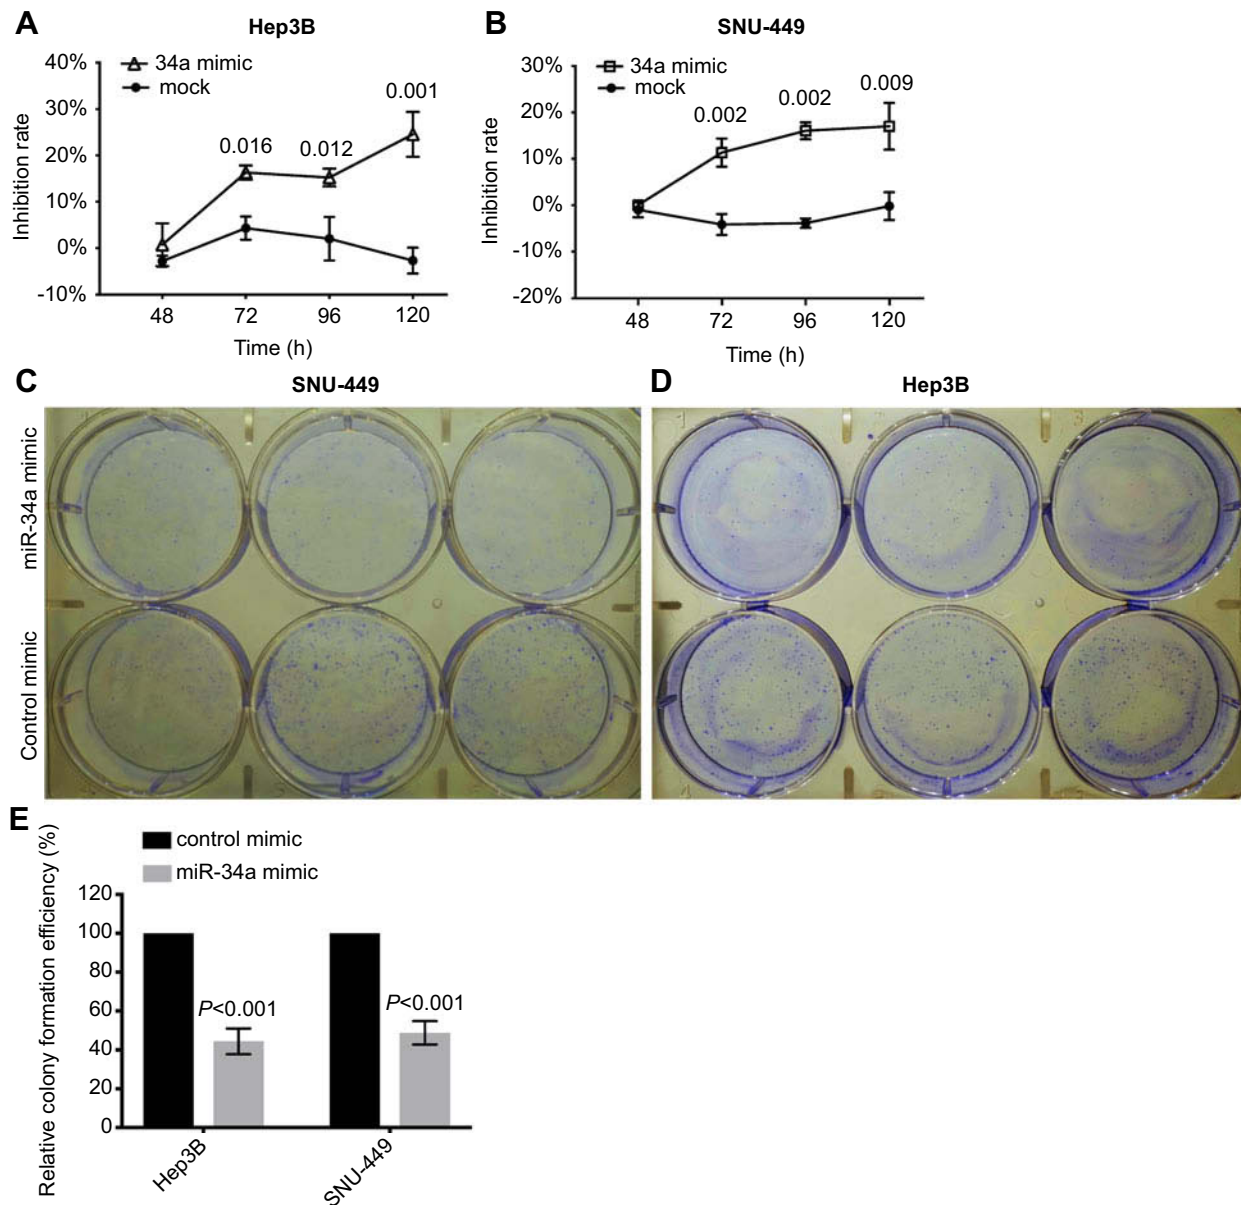 A
Hep3B
34a mimic
mock
40%
30%
20%
10%
0%
-10%
Inhibition rate
0.016
0.012
0.001
48
72
96
120
Time (h)
B
SNU-449
34a mimic
mock
30%
20%
10%
0%
-10%
-20%
Inhibition rate
0.002
0.002
0.009
48
72
96
120
Time (h)
C
SNU-449
D
Hep3B
miR-34a mimic
Control mimic
E
control mimic
miR-34a mimic
Relative colony formation efficiency (%)
120
100
80
60
40
20
0
P<0.001
P<0.001
Hep3B
SNU-449